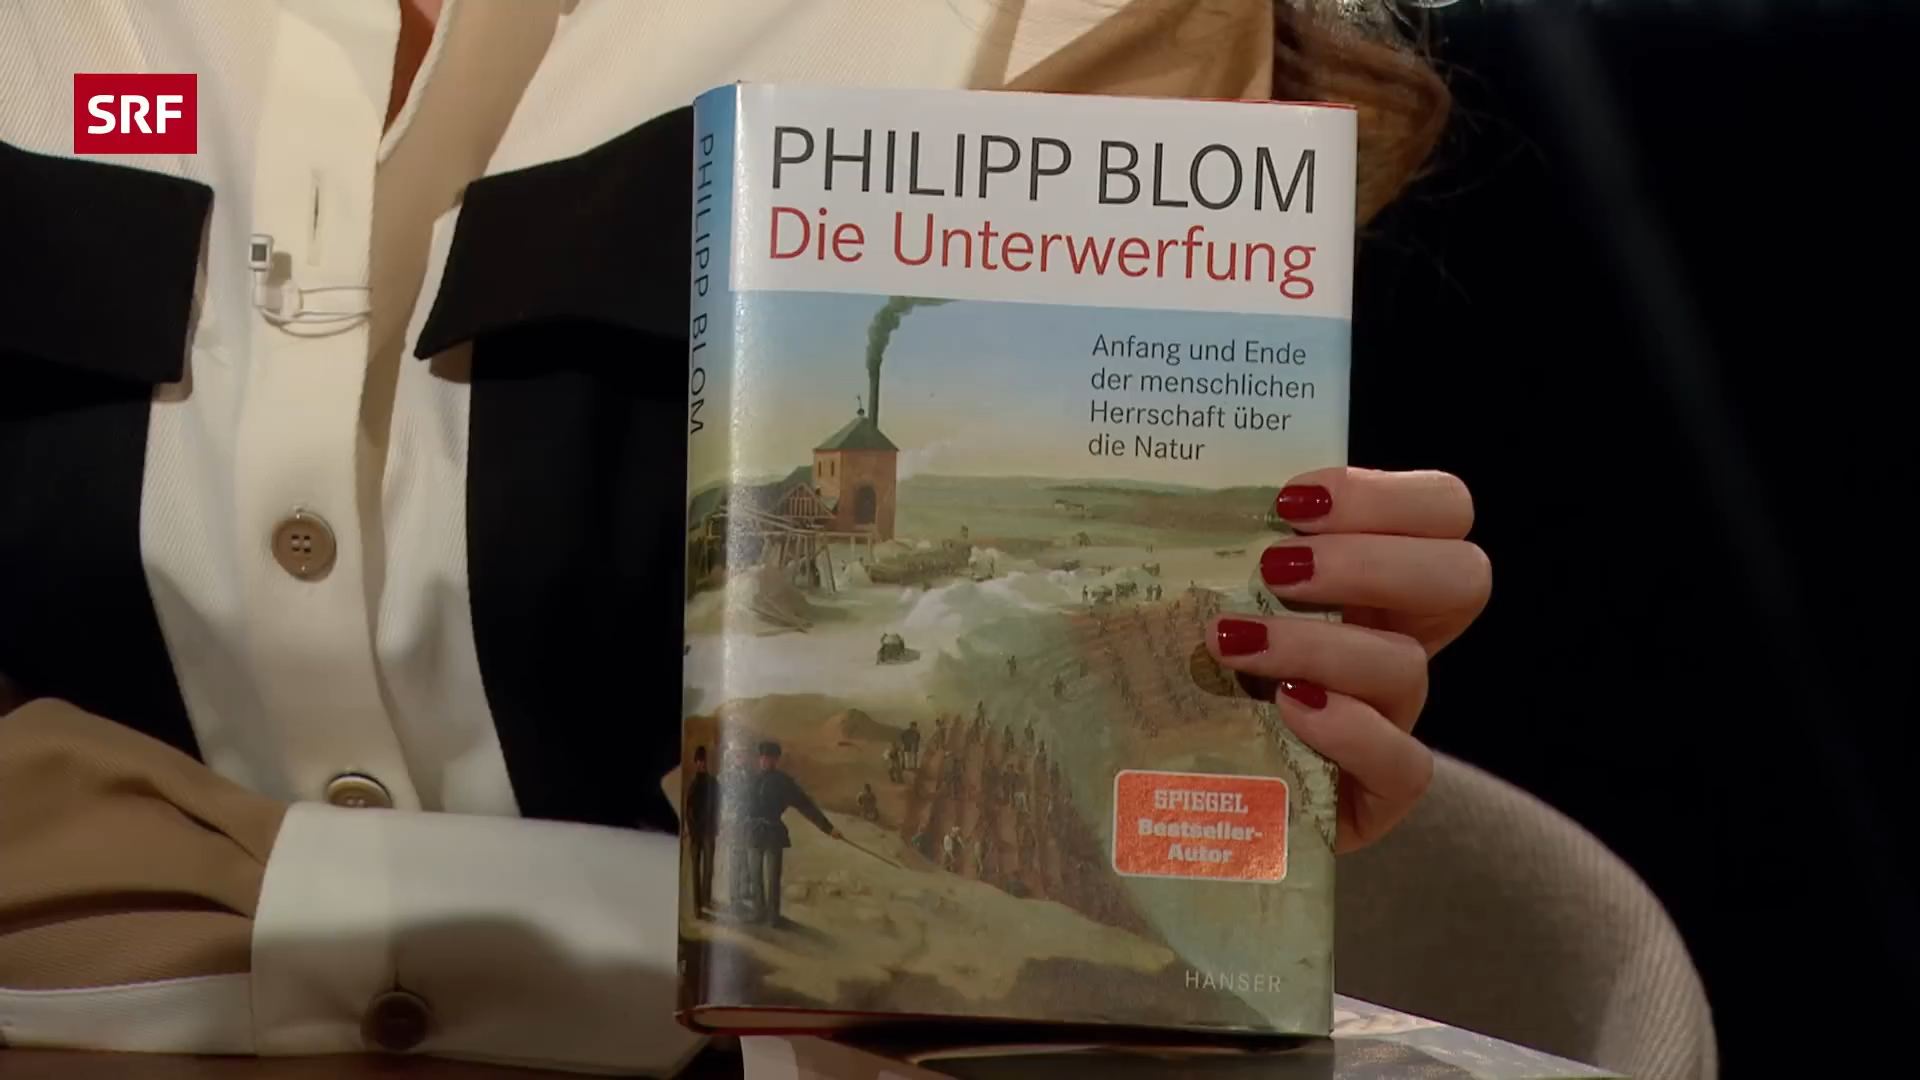 SRF
PHILIPP BLOM
PHILIPP BLOM
Die Unterwerfung
Anfang und Ende
der menschlichen
Herrschaft über
die Natur
SPIEGEL
Bestseller-
Autor
HANSER